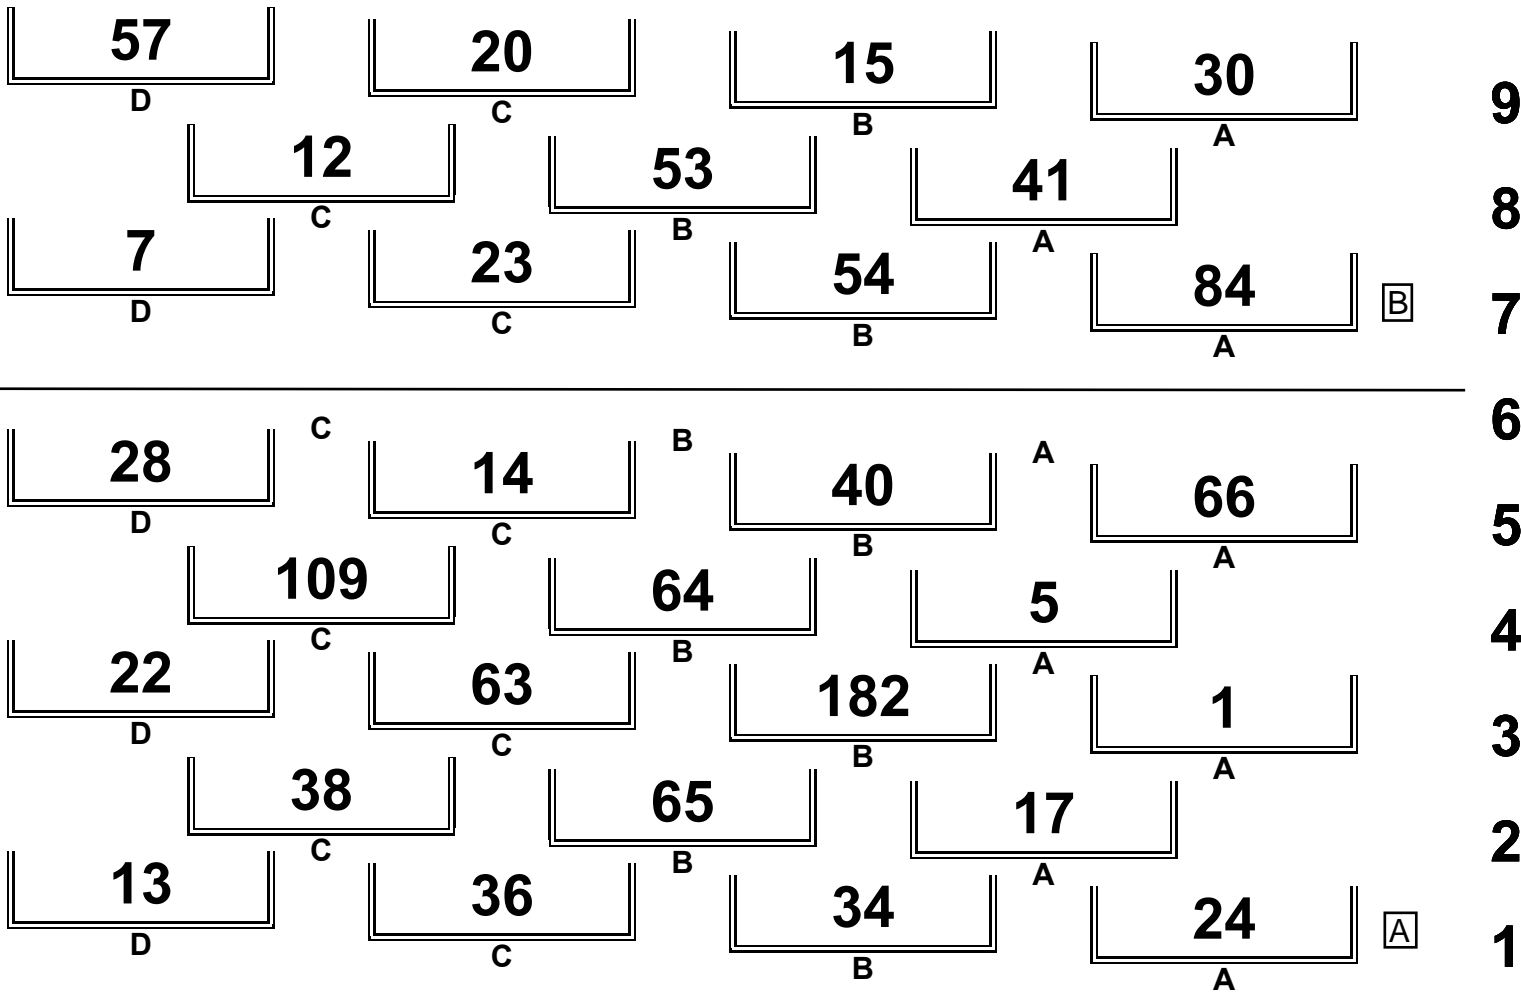 57 20 15 30
D C B A 9
12 53 41
C B A 8
7 23 54 84
D C B A B 7
C B A 6
28 14 40 66
D C B A 5
109 64 5
C B A 4
22 63 182 1
D C B A 3
38 65 17
C B A 2
13 36 34 24
D C B A A 1